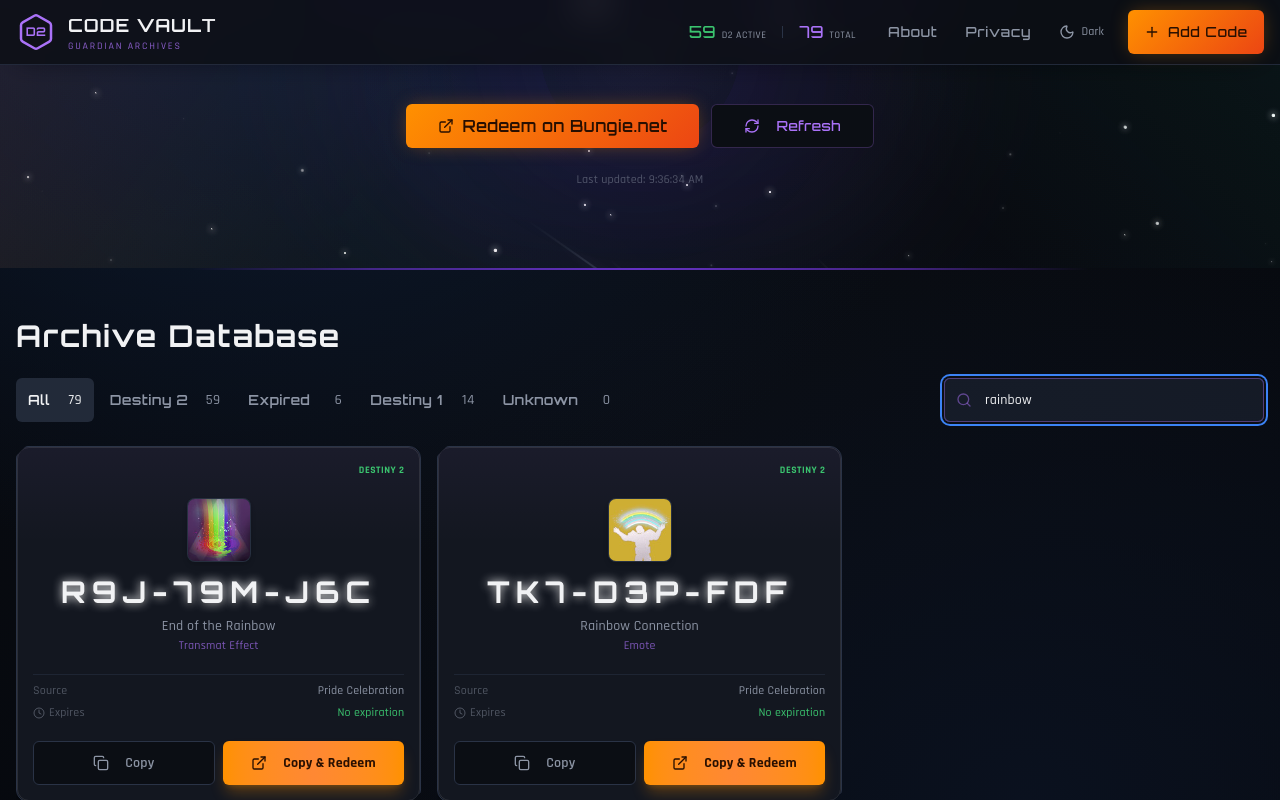 D2
CODE VAULT
GUARDIAN ARCHIVES
59 D2 ACTIVE
79 TOTAL
About
Privacy
Dark
Add Code
Redeem on Bungie.net
Refresh
Last updated: 9:36:34 AM
Archive Database
All 79
Destiny 2 59
Expired 6
Destiny 1 14
Unknown 0
rainbow
DESTINY 2
R9J-79M-J6C
End of the Rainbow
Transmat Effect
Source Pride Celebration
Expires No expiration
Copy
Copy & Redeem
DESTINY 2
TK7-D3P-FDF
Rainbow Connection
Emote
Source Pride Celebration
Expires No expiration
Copy
Copy & Redeem